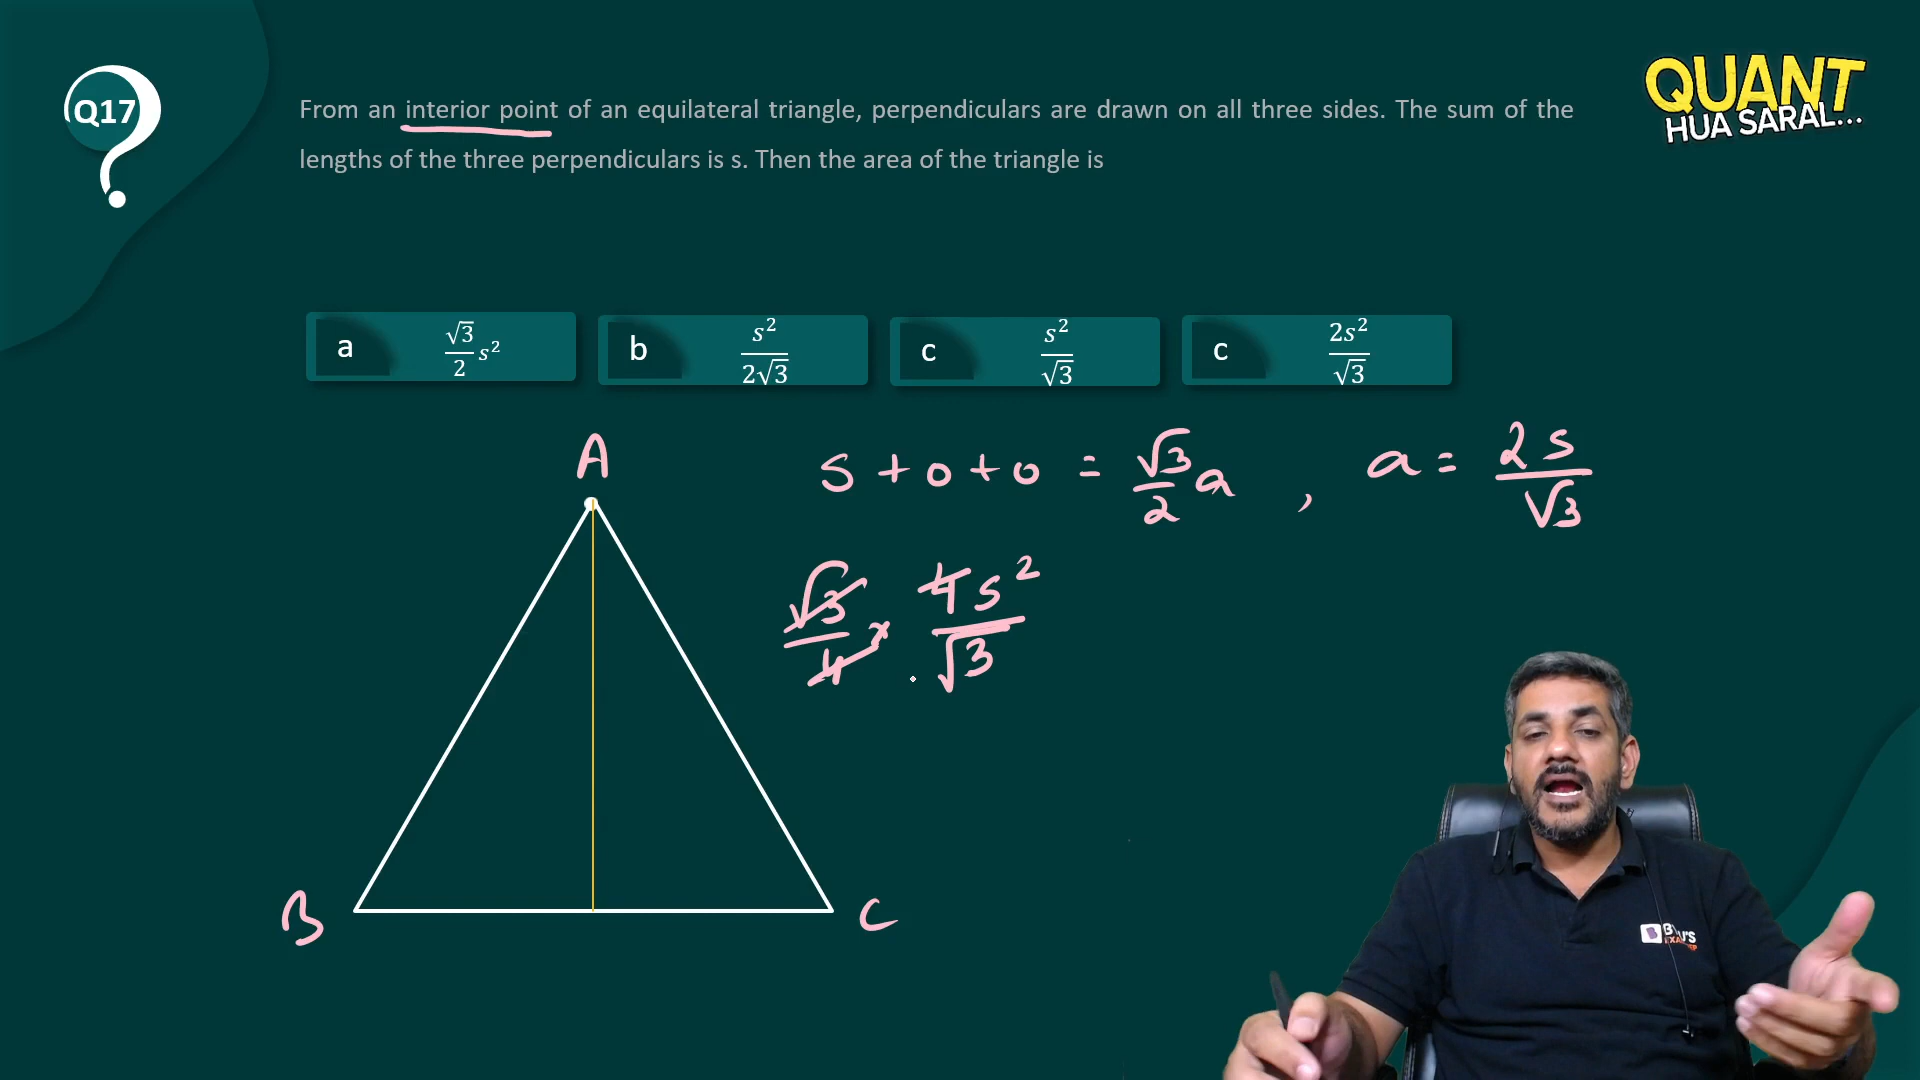 Q17
From an interior point of an equilateral triangle, perpendiculars are drawn on all three sides. The sum of the
lengths of the three perpendiculars is s. Then the area of the triangle is
QUANT
HUA SARAL...
a √3/2 s²
b s²/2√3
c s²/√3
c 2s²/√3
A
S + 0 + 0 = √3/2 a , a = 2s/√3
√3/4 × 4s²/√3
B
C